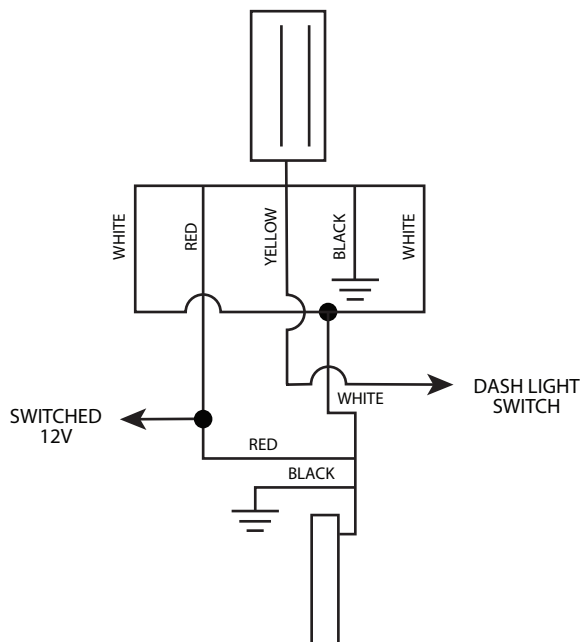 WHITE
RED
YELLOW
BLACK
WHITE
DASH LIGHT
SWITCH
WHITE
SWITCHED
12V
RED
BLACK